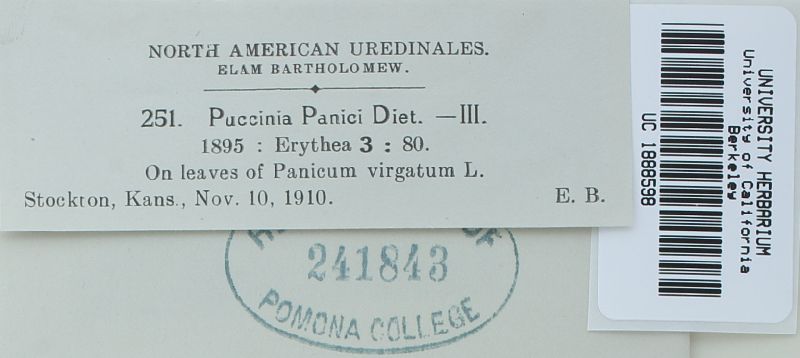 NORTH AMERICAN UREDINALES.
ELAM BARTHOLOMEW.
251. Puccinia Panici Diet. —III.
1895 : Erythea 3 : 80.
On leaves of Panicum virgatum L.
Stockton, Kans., Nov. 10, 1910. E. B.
241843
POMONA COLLEGE
UNIVERSITY HERBARIUM
University of California
Berkeley
UC 1888598